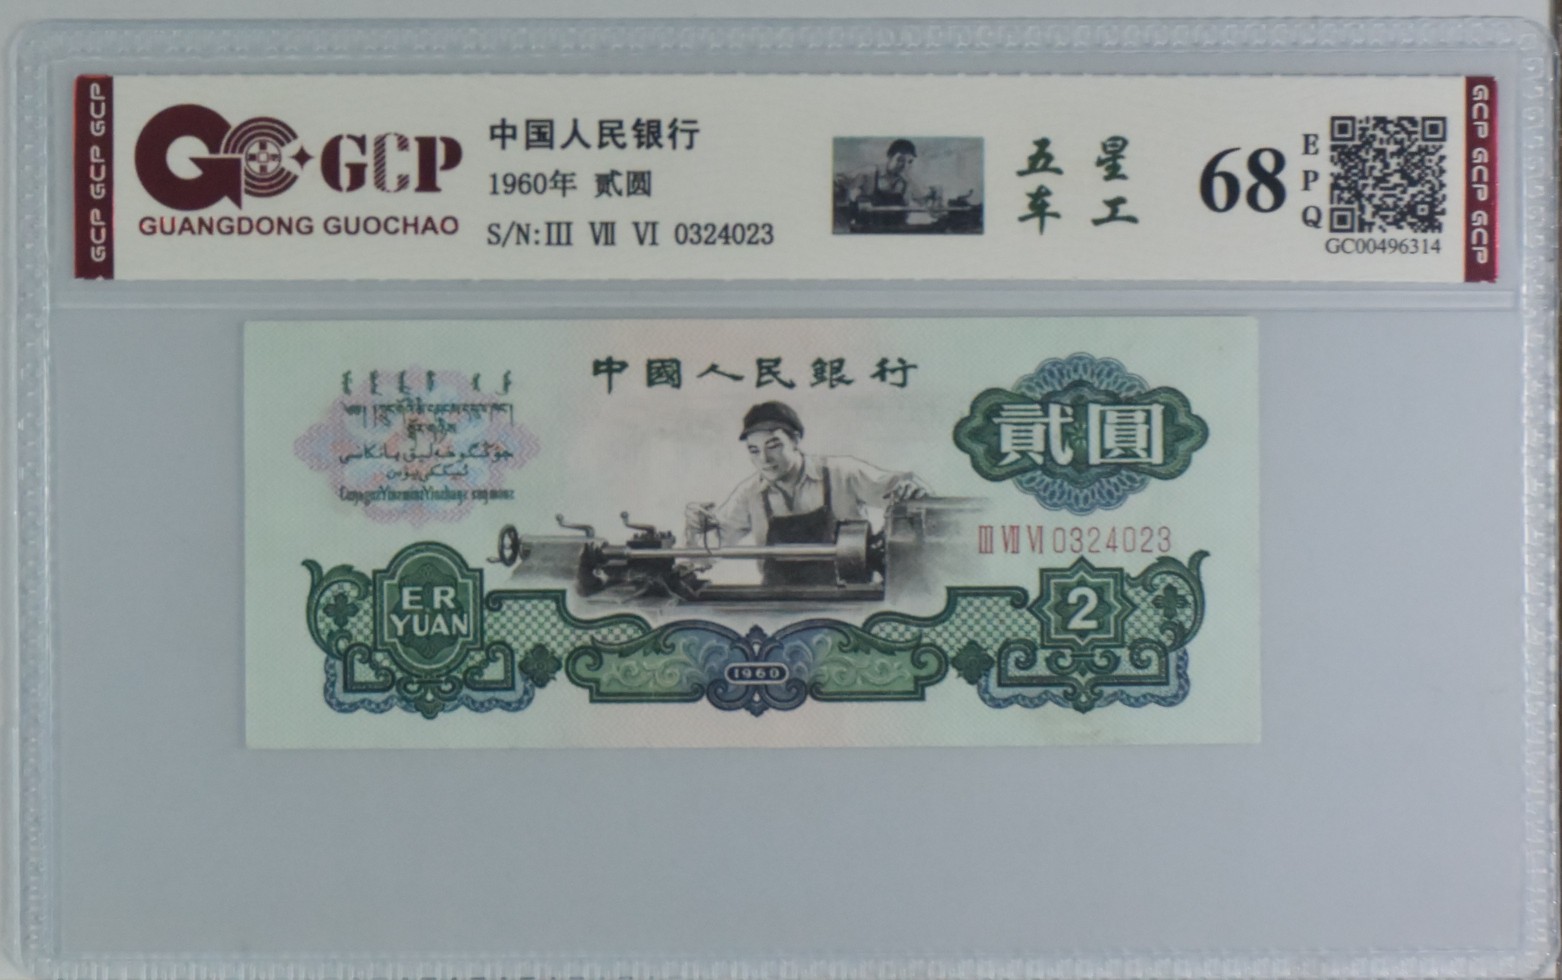 GCP GCP GCP
GCP
GUANGDONG GUOCHAO
中国人民银行
1960年 贰圆
S/N:III VII VI 0324023
五星
车工
68
EPQ
GC00496314
GCP GCP GCP
中國人民銀行
貳圓
III VII VI 0324023
ER
YUAN
1960
2